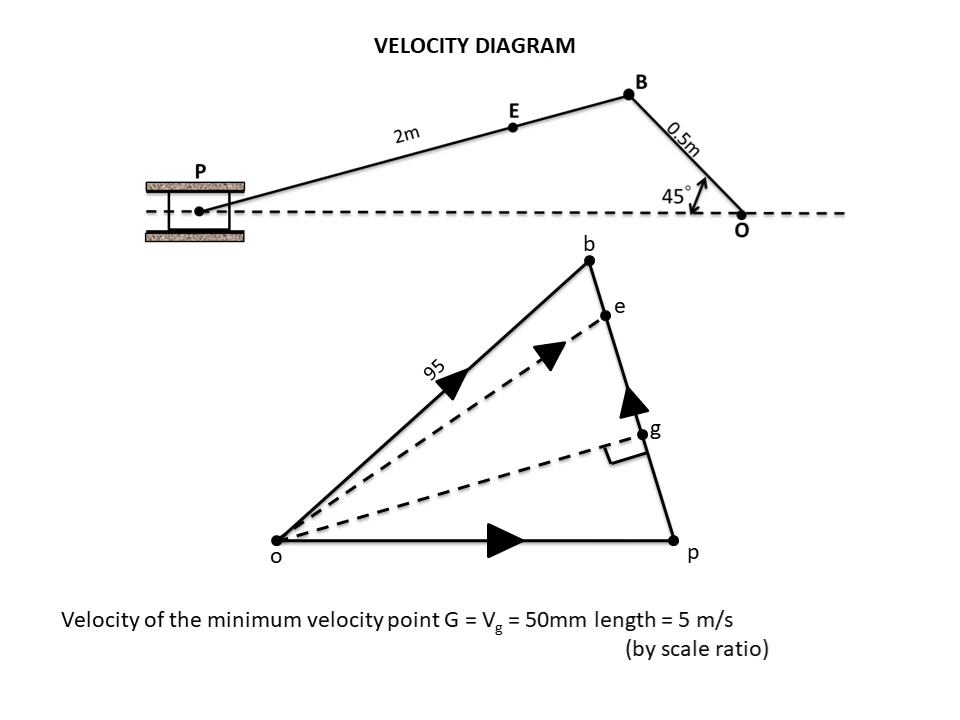 VELOCITY DIAGRAM
B
E
2m
0.5m
P
45°
O
b
e
95
g
o
p
Velocity of the minimum velocity point G = Vg = 50mm length = 5 m/s
(by scale ratio)